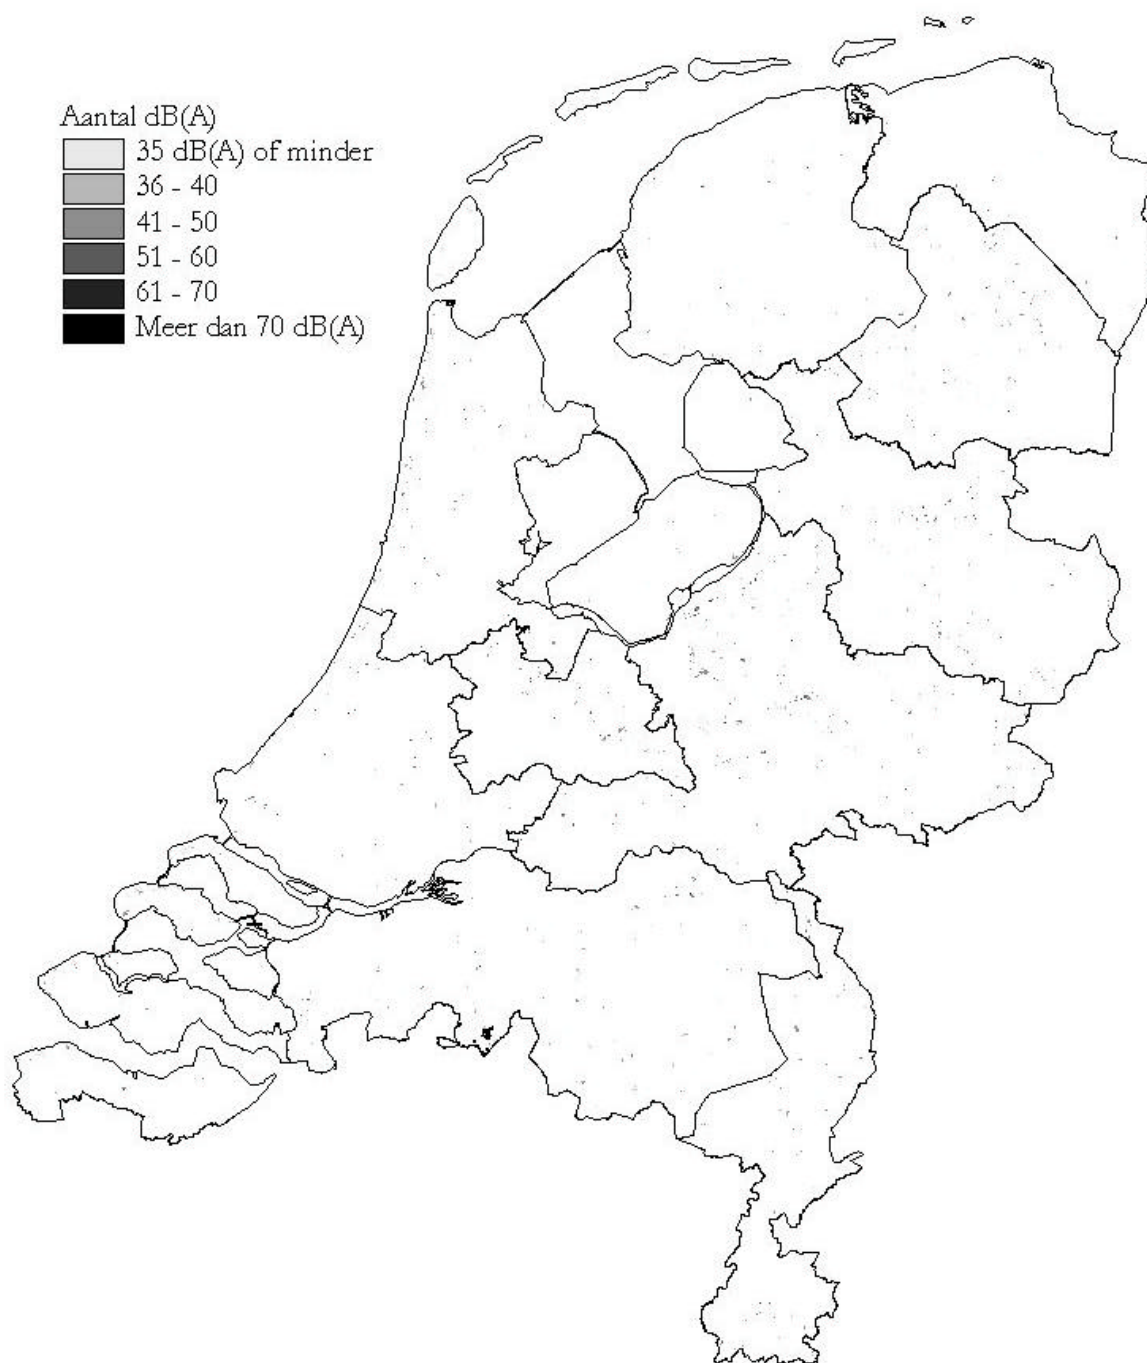 Aantal dB(A)
35 dB(A) of minder
36 - 40
41 - 50
51 - 60
61 - 70
Meer dan 70 dB(A)